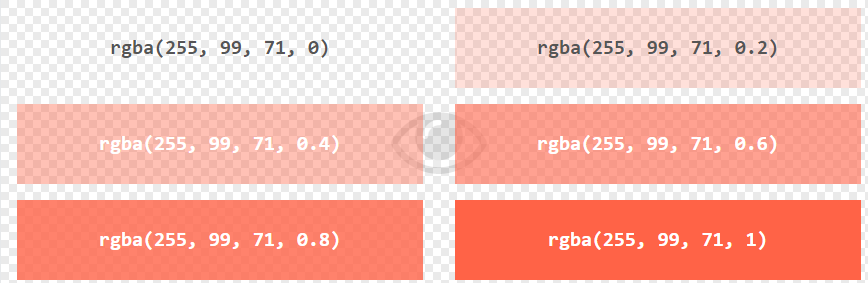 rgba(255, 99, 71, 0)
rgba(255, 99, 71, 0.2)
rgba(255, 99, 71, 0.4)
rgba(255, 99, 71, 0.6)
rgba(255, 99, 71, 0.8)
rgba(255, 99, 71, 1)